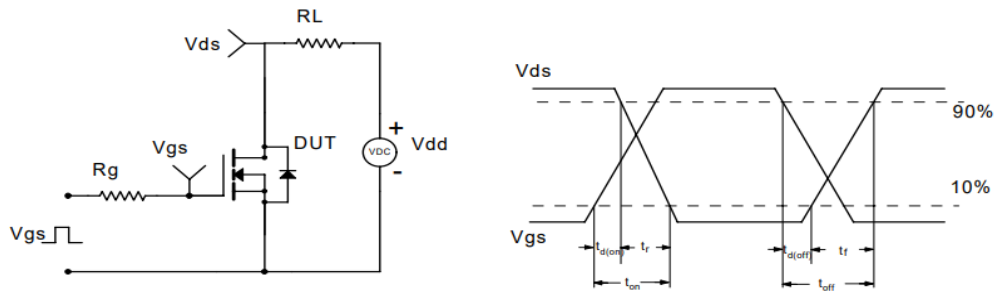 RL
Vds
Vgs
DUT
+
VDC
Vdd
-
Rg
Vgs
Vds
90%
10%
Vgs
td(on)
tr
td(off)
tf
ton
toff